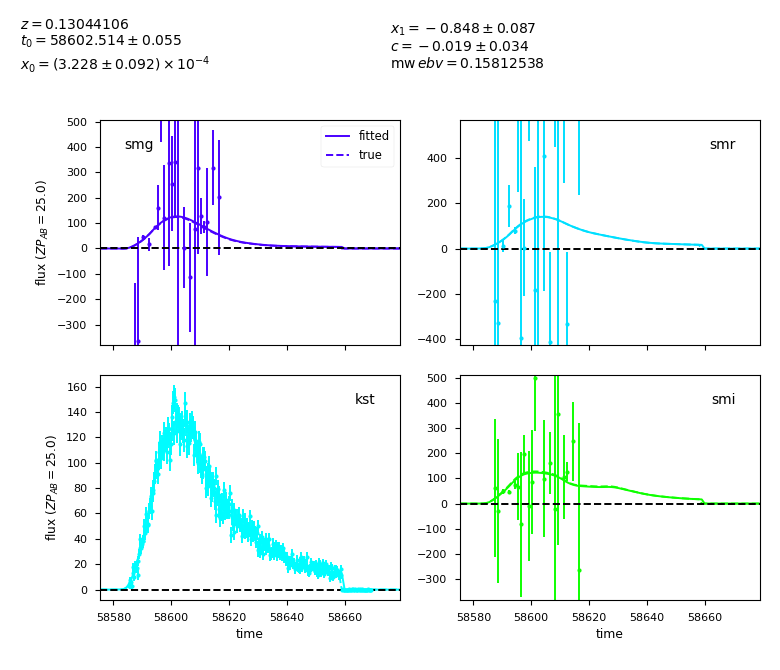 z = 0.13044106
t₀ = 58602.514 ± 0.055
x₀ = (3.228 ± 0.092) × 10⁻⁴
x₁ = −0.848 ± 0.087
c = −0.019 ± 0.034
mw ebv = 0.15812538
smg
fitted
true
500
400
300
200
100
0
−100
−200
−300
flux (ZP_AB = 25.0)
smr
400
200
0
−200
−400
kst
160
140
120
100
80
60
40
20
0
flux (ZP_AB = 25.0)
58580 58600 58620 58640 58660
time
smi
500
400
300
200
100
0
−100
−200
−300
58580 58600 58620 58640 58660
time